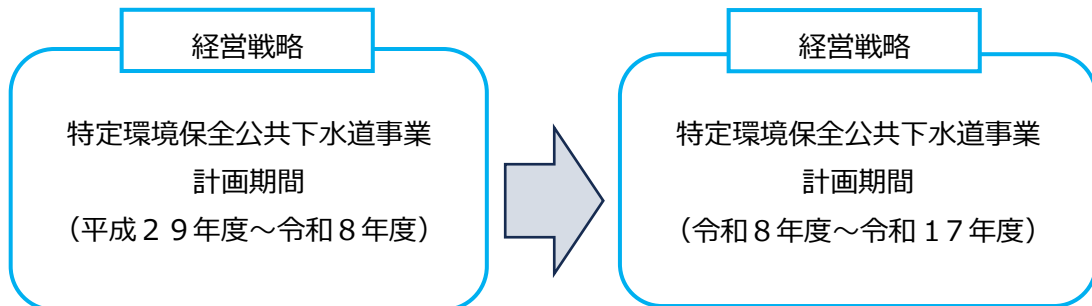 経営戦略
特定環境保全公共下水道事業
計画期間
（平成２９年度～令和８年度）
経営戦略
特定環境保全公共下水道事業
計画期間
（令和８年度～令和１７年度）